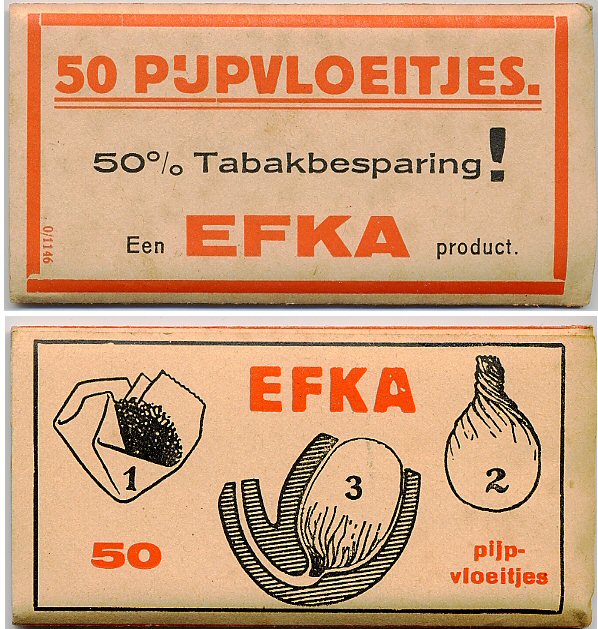 50 PIJPVLOEITJES.
50% Tabakbesparing!
Een EFKA product.
0/1146
EFKA
1
2
3
50
pijp-
vloeitjes